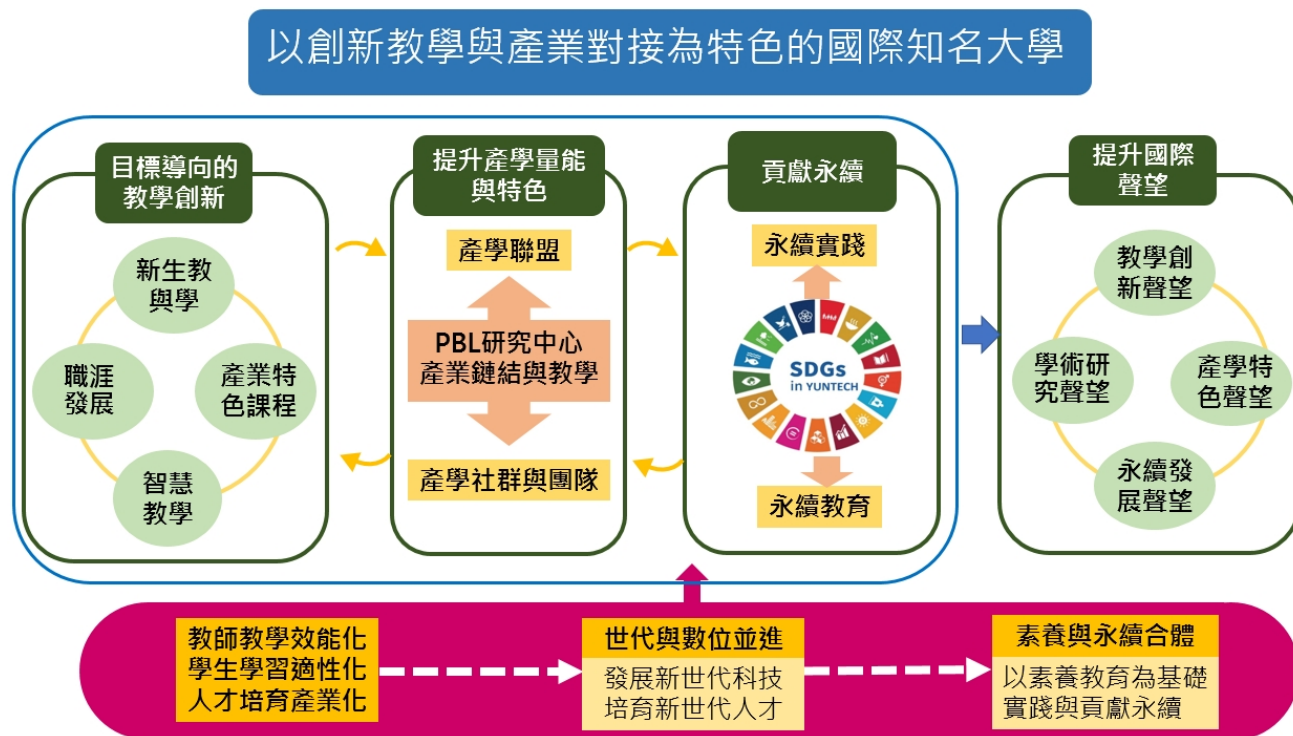 以創新教學與產業對接為特色的國際知名大學
目標導向的
教學創新
新生教
與學
職涯
發展
產業特
色課程
智慧
教學
提升產學量能
與特色
產學聯盟
PBL研究中心
產業鏈結與教學
產學社群與團隊
貢獻永續
永續實踐
SDGs
in YUNTECH
永續教育
提升國際
聲望
教學創
新聲望
學術研
究聲望
產學特
色聲望
永續發
展聲望
教師教學效能化
學生學習適性化
人才培育產業化
世代與數位並進
發展新世代科技
培育新世代人才
素養與永續合體
以素養教育為基礎
實踐與貢獻永續